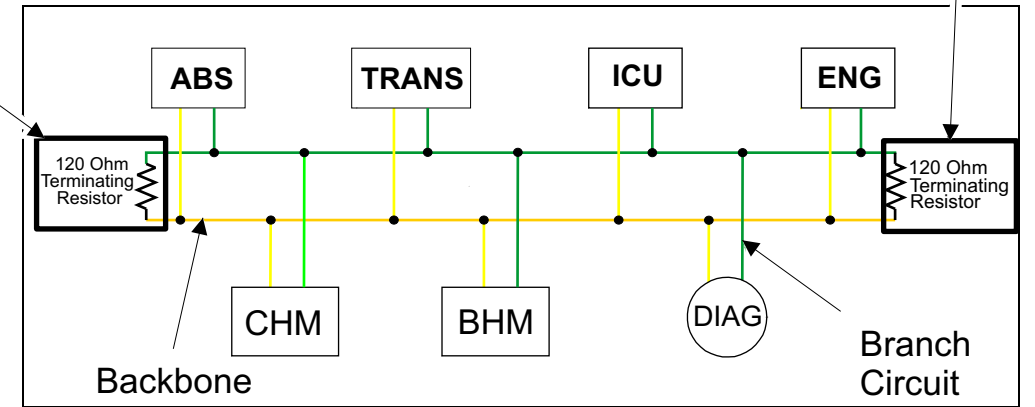 ABS
TRANS
ICU
ENG
120 Ohm
Terminating
Resistor
120 Ohm
Terminating
Resistor
CHM
BHM
DIAG
Backbone
Branch
Circuit